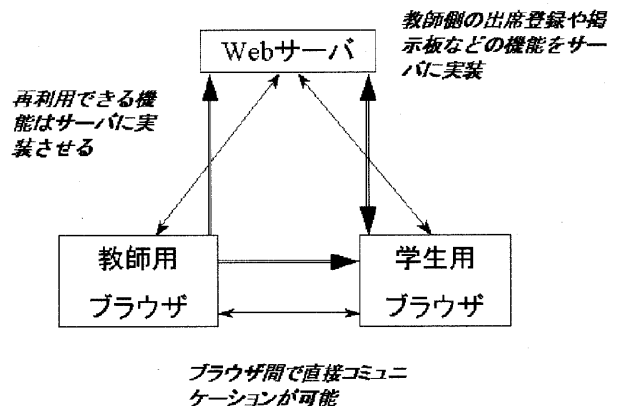 教師側の出席登録や掲
示板などの機能をサー
バに実装
Webサーバ
再利用できる機
能はサーバに実
装させる
教師用
ブラウザ
学生用
ブラウザ
ブラウザ間で直接コミュニ
ケーションが可能